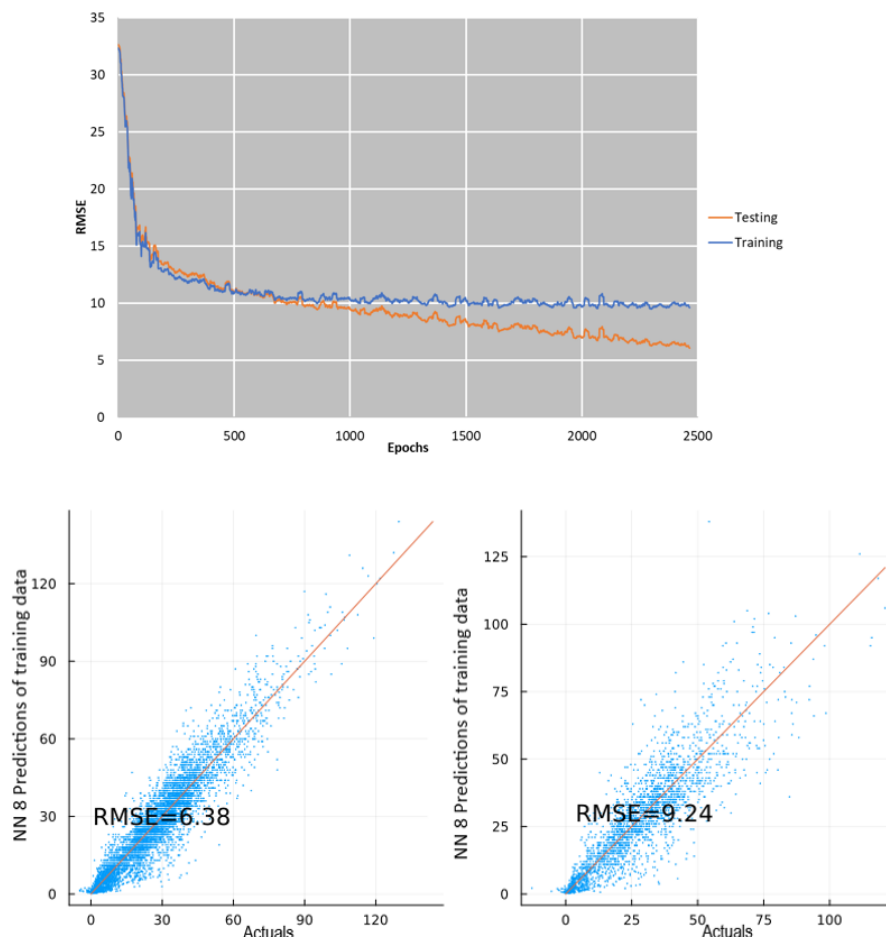 35
30
25
20
15
10
5
0
RMSE
0 500 1000 1500 2000 2500
Epochs
Testing
Training
NN 8 Predictions of training data
120
90
60
30
0
RMSE=6.38
0 30 60 90 120
Actuals
NN 8 Predictions of training data
125
100
75
50
25
0
RMSE=9.24
0 25 50 75 100
Actuals